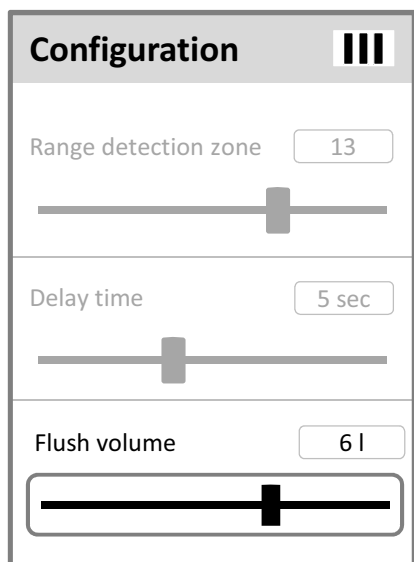 Configuration
Range detection zone 13
Delay time 5 sec
Flush volume 6 l